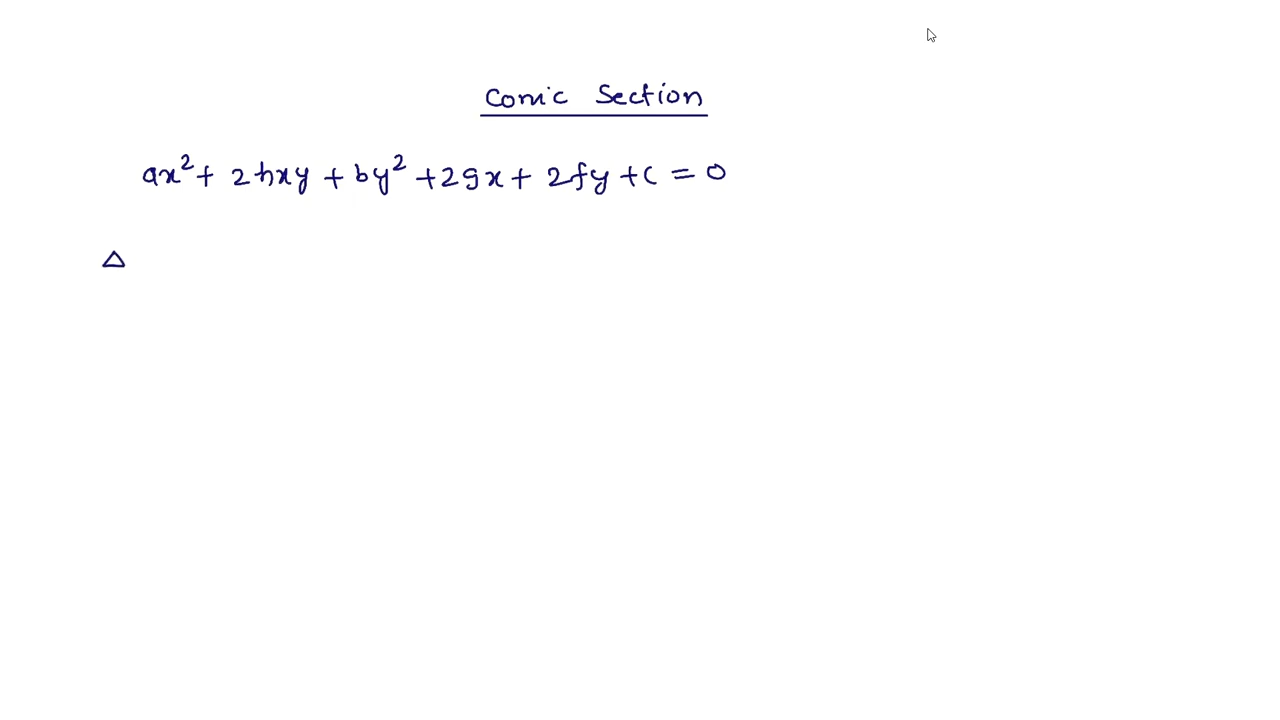 Conic Section
ax² + 2hxy + by² + 2gx + 2fy + c = 0
Δ